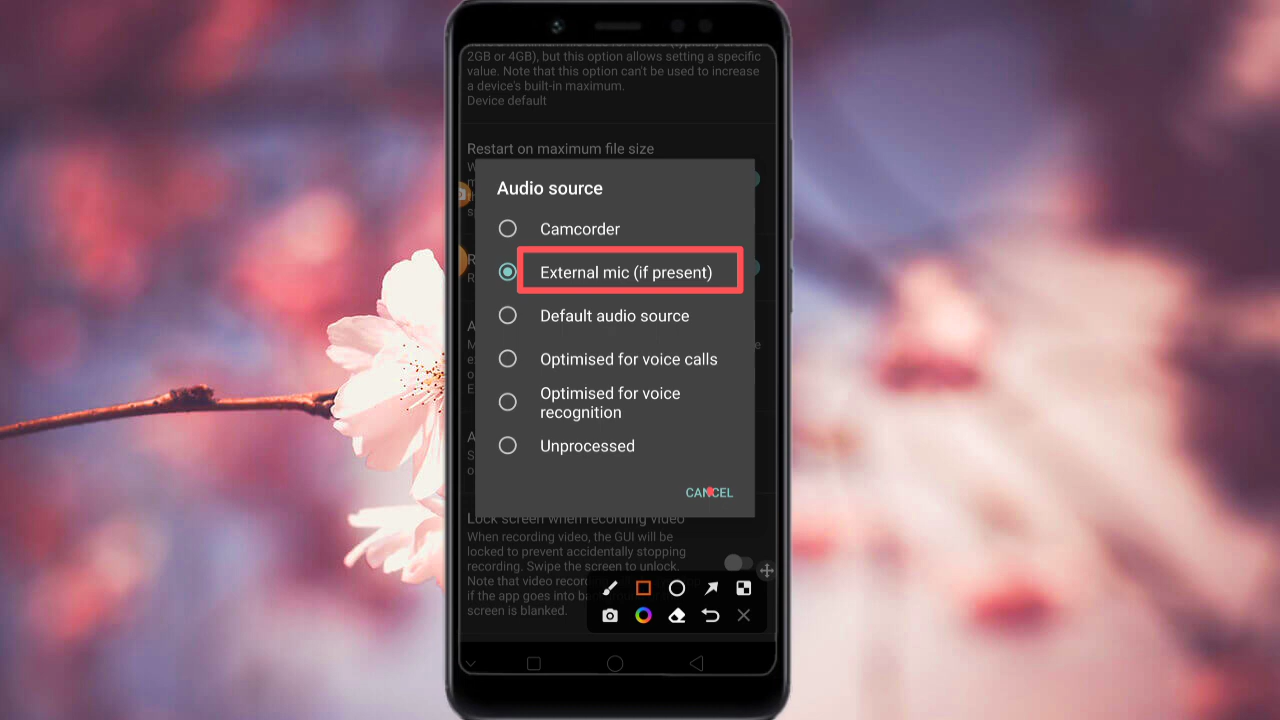 2GB or 4GB), but this option allows setting a specific
value. Note that this option can't be used to increase
a device's built-in maximum.
Device default
Restart on maximum file size
Audio source
Camcorder
External mic (if present)
Default audio source
Optimised for voice calls
Optimised for voice
recognition
Unprocessed
CANCEL
Lock screen when recording video
When recording video, the GUI will be
locked to prevent accidentally stopping
recording. Swipe the screen to unlock.
Note that video
if the app goes into
screen is blanked.